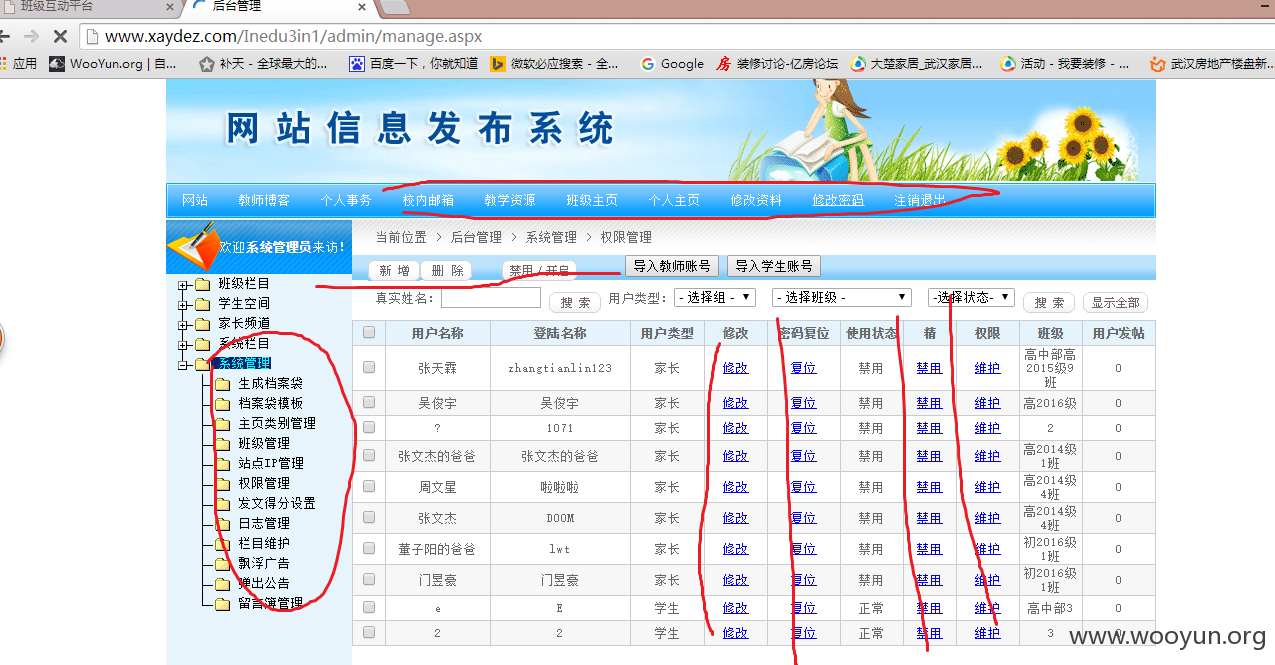 班级互动平台 × 后台管理 ×
www.xaydez.com/Inedu3in1/admin/manage.aspx
应用 WooYun.org | 自... 补天 - 全球最大的... 百度一下，你就知道 微软必应搜索 - 全... Google 装修讨论-亿房论坛 大楚家居_武汉家居... 活动 - 我要装修 - ... 武汉房地产楼盘新...
网站信息发布系统
网站 教师博客 个人事务 校内邮箱 教学资源 班级主页 个人主页 修改资料 修改密码 注销退出
欢迎系统管理员来访!
班级栏目
学生空间
家长频道
系统栏目
系统管理
生成档案袋
档案袋模板
主页类别管理
班级管理
站点IP管理
权限管理
发文得分设置
日志管理
栏目维护
飘浮广告
弹出公告
留言簿管理
当前位置 > 后台管理 > 系统管理 > 权限管理
新 增 删 除 禁用 / 开启 导入教师账号 导入学生账号
真实姓名： 搜 索 用户类型： - 选择组 - - 选择班级 - -选择状态- 搜 索 显示全部
用户名称 登陆名称 用户类型 修改 密码复位 使用状态 精 权限 班级 用户发帖
张天霖 zhangtianlin123 家长 修改 复位 禁用 禁用 维护 高中部高2015级9班 0
吴俊宇 吴俊宇 家长 修改 复位 禁用 禁用 维护 高2016级 0
? 1071 家长 修改 复位 禁用 禁用 维护 2 0
张文杰的爸爸 张文杰的爸爸 家长 修改 复位 禁用 禁用 维护 高2014级1班 0
周文星 啦啦啦 家长 修改 复位 禁用 禁用 维护 高2014级4班 0
张文杰 DOOM 家长 修改 复位 禁用 禁用 维护 高2014级4班 0
董子阳的爸爸 lwt 家长 修改 复位 禁用 禁用 维护 初2016级1班 0
门昱豪 门昱豪 家长 修改 复位 禁用 禁用 维护 初2016级1班 0
e E 学生 修改 复位 正常 禁用 维护 高中部3 0
2 2 学生 修改 复位 正常 禁用 维护 3 0
www.wooyun.org